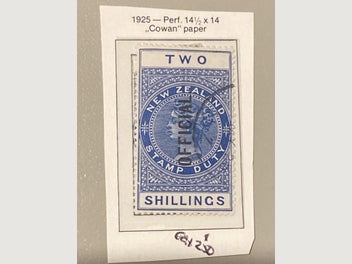 1925 — Perf. 14½ x 14
„Cowan" paper
TWO
NEW ZEALAND
OFFICIAL
STAMP DUTY
SHILLINGS